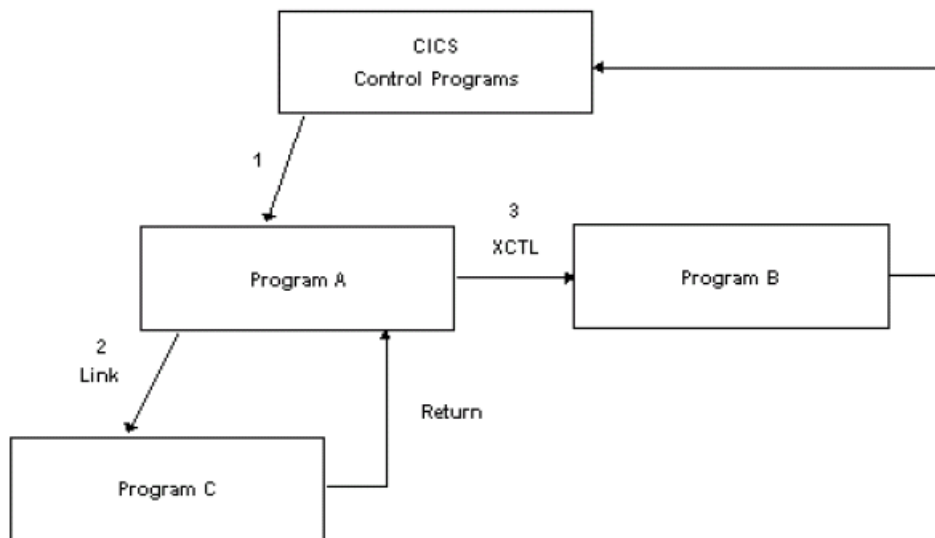 CICS
Control Programs
1
3
XCTL
Program A
Program B
2
Link
Return
Program C